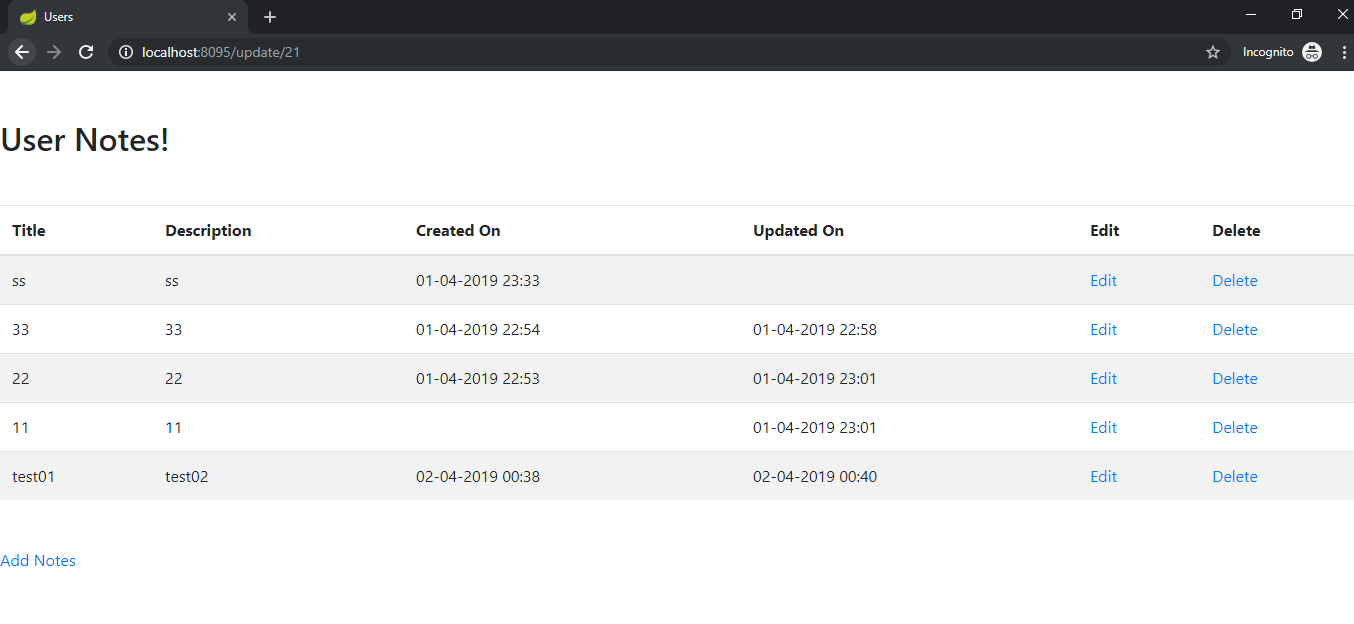 Users
localhost:8095/update/21
Incognito
User Notes!
Title Description Created On Updated On Edit Delete
ss ss 01-04-2019 23:33 Edit Delete
33 33 01-04-2019 22:54 01-04-2019 22:58 Edit Delete
22 22 01-04-2019 22:53 01-04-2019 23:01 Edit Delete
11 11 01-04-2019 23:01 Edit Delete
test01 test02 02-04-2019 00:38 02-04-2019 00:40 Edit Delete
Add Notes